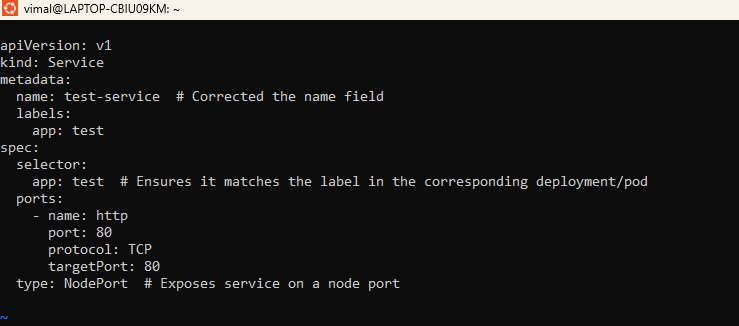 vimal@LAPTOP-CBIU09KM: ~
apiVersion: v1
kind: Service
metadata:
  name: test-service  # Corrected the name field
  labels:
    app: test
spec:
  selector:
    app: test  # Ensures it matches the label in the corresponding deployment/pod
  ports:
    - name: http
      port: 80
      protocol: TCP
      targetPort: 80
  type: NodePort  # Exposes service on a node port
~